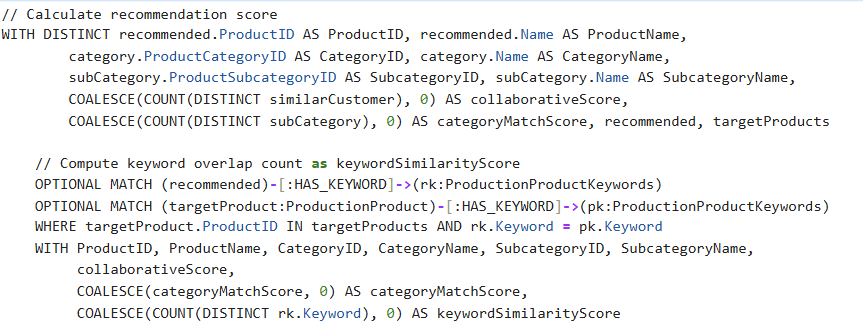 // Calculate recommendation score
WITH DISTINCT recommended.ProductID AS ProductID, recommended.Name AS ProductName,
category.ProductCategoryID AS CategoryID, category.Name AS CategoryName,
subCategory.ProductSubcategoryID AS SubcategoryID, subCategory.Name AS SubcategoryName,
COALESCE(COUNT(DISTINCT similarCustomer), 0) AS collaborativeScore,
COALESCE(COUNT(DISTINCT subCategory), 0) AS categoryMatchScore, recommended, targetProducts
// Compute keyword overlap count as keywordSimilarityScore
OPTIONAL MATCH (recommended)-[:HAS_KEYWORD]->(rk:ProductionProductKeywords)
OPTIONAL MATCH (targetProduct:ProductionProduct)-[:HAS_KEYWORD]->(pk:ProductionProductKeywords)
WHERE targetProduct.ProductID IN targetProducts AND rk.Keyword = pk.Keyword
WITH ProductID, ProductName, CategoryID, CategoryName, SubcategoryID, SubcategoryName,
collaborativeScore,
COALESCE(categoryMatchScore, 0) AS categoryMatchScore,
COALESCE(COUNT(DISTINCT rk.Keyword), 0) AS keywordSimilarityScore